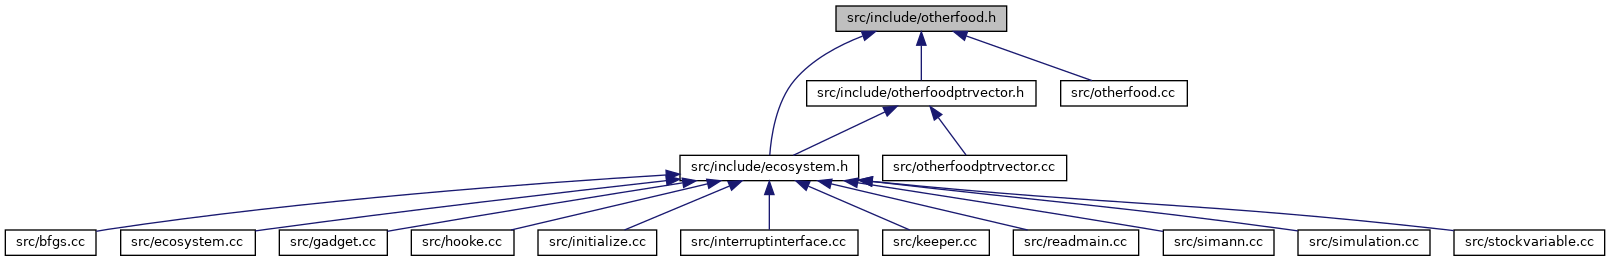 src/include/otherfood.h
src/include/otherfoodptrvector.h
src/otherfood.cc
src/include/ecosystem.h
src/otherfoodptrvector.cc
src/bfgs.cc
src/ecosystem.cc
src/gadget.cc
src/hooke.cc
src/initialize.cc
src/interruptinterface.cc
src/keeper.cc
src/readmain.cc
src/simann.cc
src/simulation.cc
src/stockvariable.cc